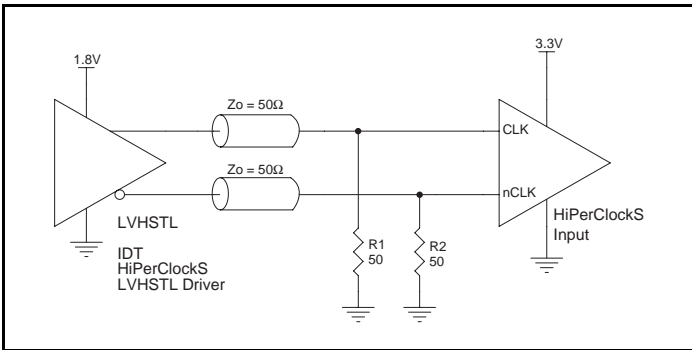 1.8V
3.3V
Zo = 50Ω
CLK
Zo = 50Ω
nCLK
LVHSTL
IDT
HiPerClockS
LVHSTL Driver
R1
50
R2
50
HiPerClockS
Input